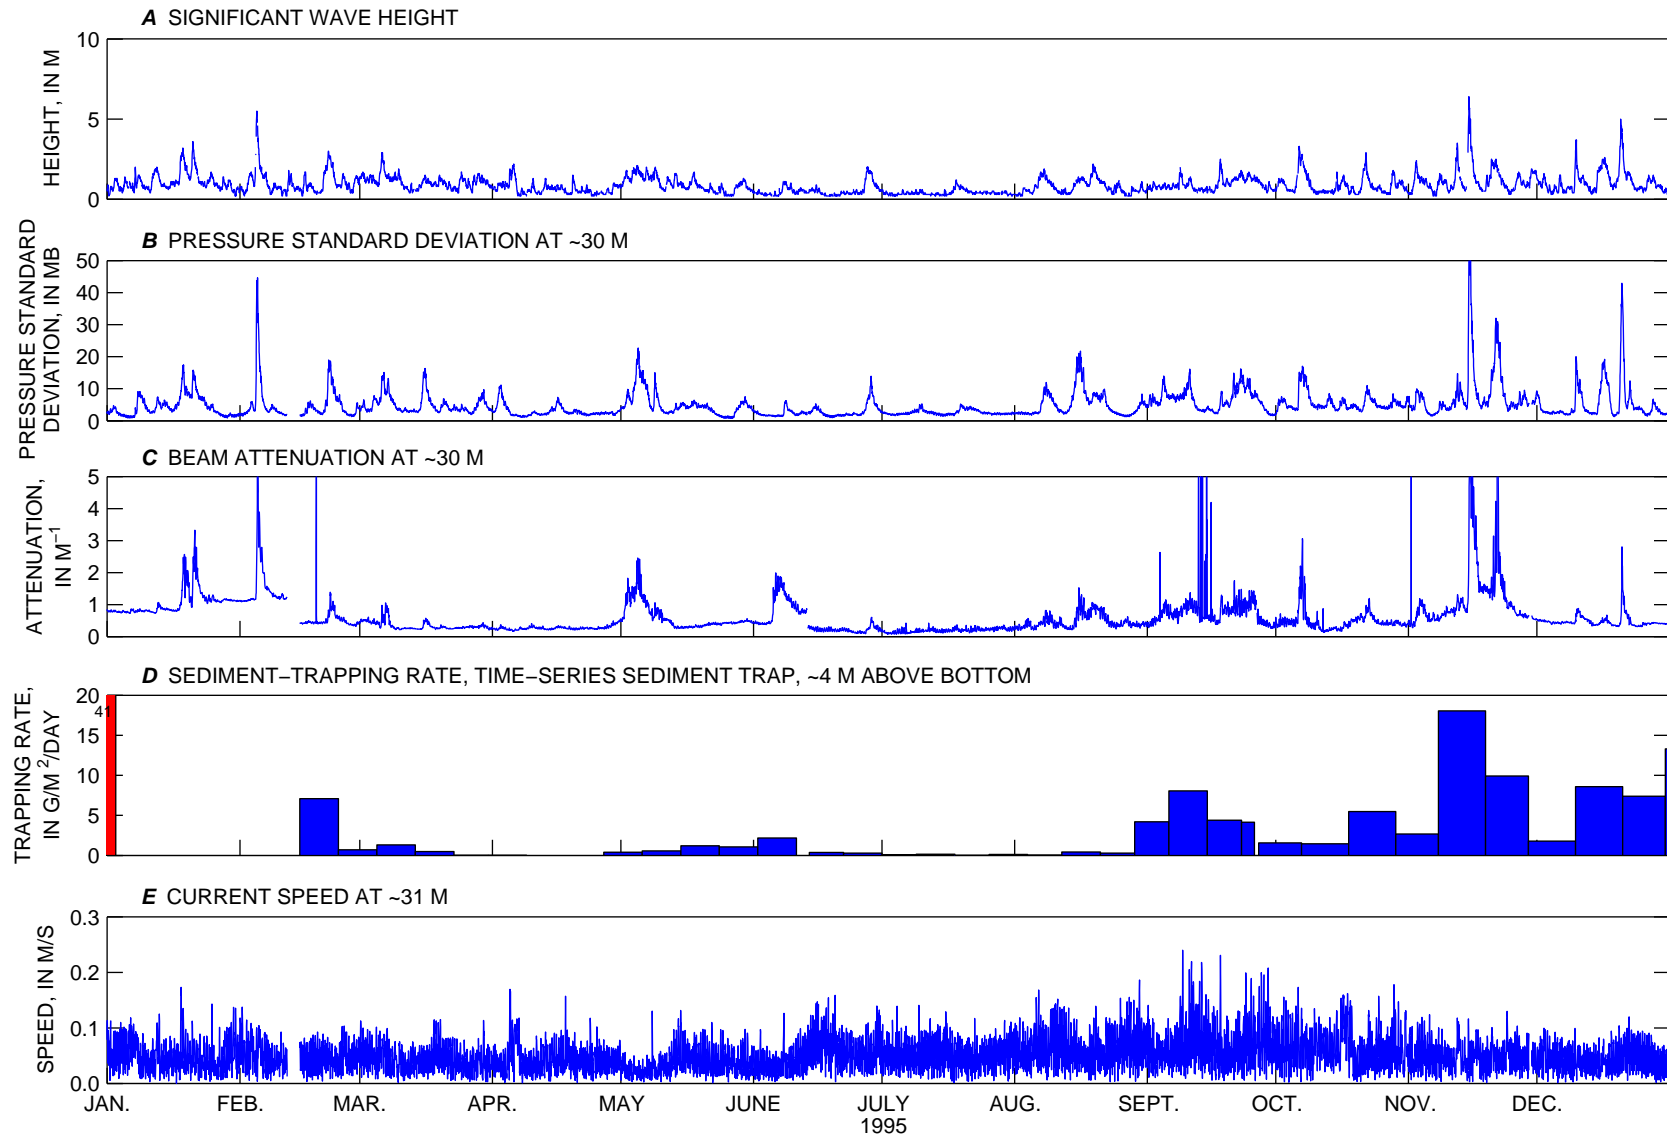 A SIGNIFICANT WAVE HEIGHT
HEIGHT, IN M
10
5
0
B PRESSURE STANDARD DEVIATION AT ~30 M
PRESSURE STANDARD
DEVIATION, IN MB
50
40
30
20
10
0
C BEAM ATTENUATION AT ~30 M
ATTENUATION,
IN M−1
5
4
3
2
1
0
D SEDIMENT−TRAPPING RATE, TIME−SERIES SEDIMENT TRAP, ~4 M ABOVE BOTTOM
TRAPPING RATE,
IN G/M 2/DAY
20
41
15
10
5
0
E CURRENT SPEED AT ~31 M
SPEED, IN M/S
0.3
0.2
0.1
0.0
JAN. FEB. MAR. APR. MAY JUNE JULY AUG. SEPT. OCT. NOV. DEC.
1995